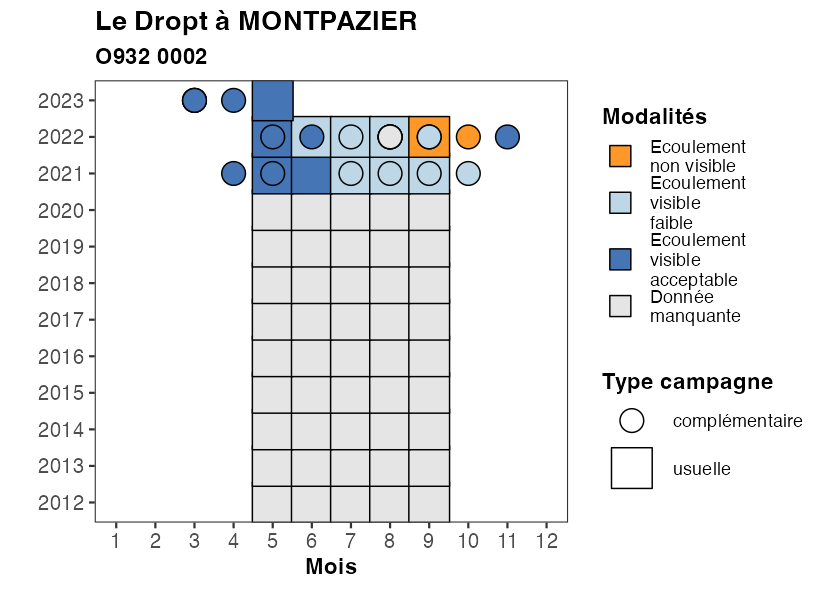 Le Dropt à MONTPAZIER
O932 0002
2023
2022
2021
2020
2019
2018
2017
2016
2015
2014
2013
2012
1 2 3 4 5 6 7 8 9 10 11 12
Mois
Modalités
Ecoulement
non visible
Ecoulement
visible
faible
Ecoulement
visible
acceptable
Donnée
manquante
Type campagne
complémentaire
usuelle